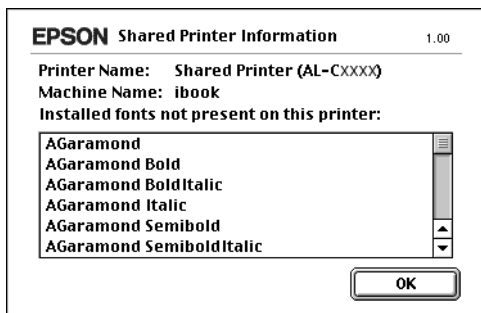 EPSON Shared Printer Information 1.00
Printer Name: Shared Printer (AL-CXXXX)
Machine Name: ibook
Installed fonts not present on this printer:
AGaramond
AGaramond Bold
AGaramond BoldItalic
AGaramond Italic
AGaramond Semibold
AGaramond SemiboldItalic
OK